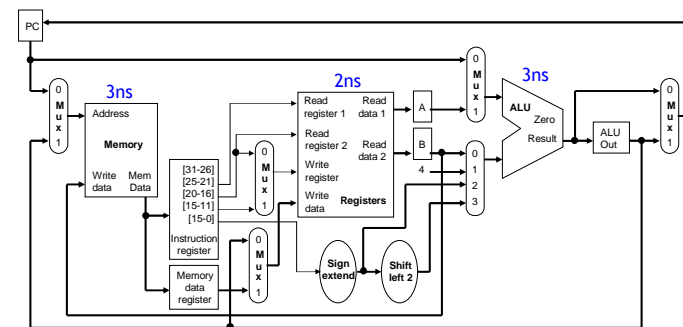 PC
0
M
u
x
1
3ns
Address
Memory
Write
data
Mem
Data
[31-26]
[25-21]
[20-16]
[15-11]
[15-0]
Instruction
register
Memory
data
register
0
M
u
x
1
0
M
u
x
1
2ns
Read
register 1
Read
data 1
Read
register 2
Read
data 2
Write
register
Write
data
Registers
Sign
extend
Shift
left 2
A
B
4
0
M
u
x
1
0
1
2
3
3ns
ALU
Zero
Result
ALU
Out
0
M
u
x
1